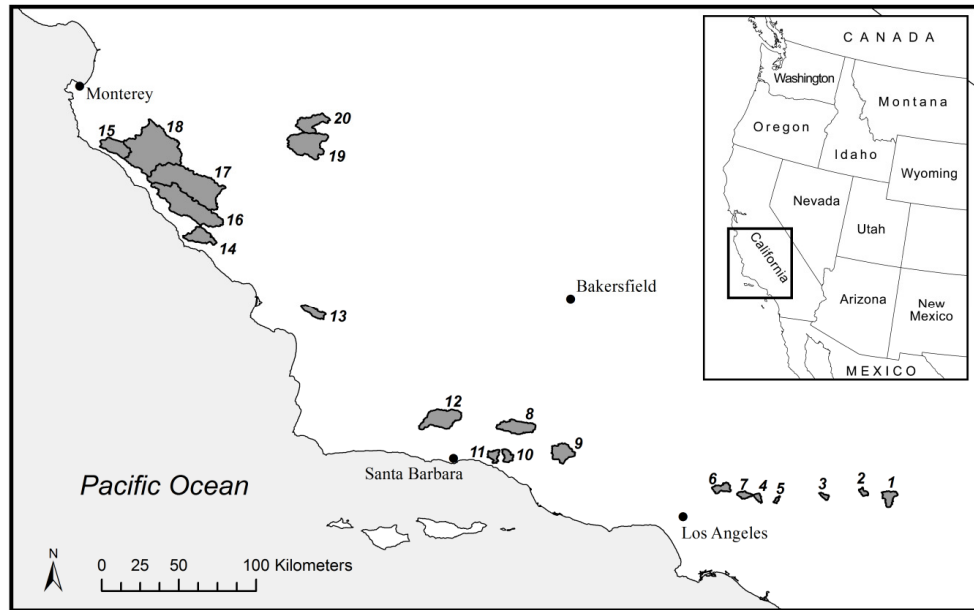 Monterey
15
18
20
19
17
16
14
13
Bakersfield
12
8
9
11
10
Santa Barbara
6
7
4
5
3
2
1
Los Angeles
Pacific Ocean
N
0 25 50 100 Kilometers
CANADA
Washington
Montana
Oregon
Idaho
Wyoming
Nevada
Utah
California
Arizona
New
Mexico
MEXICO